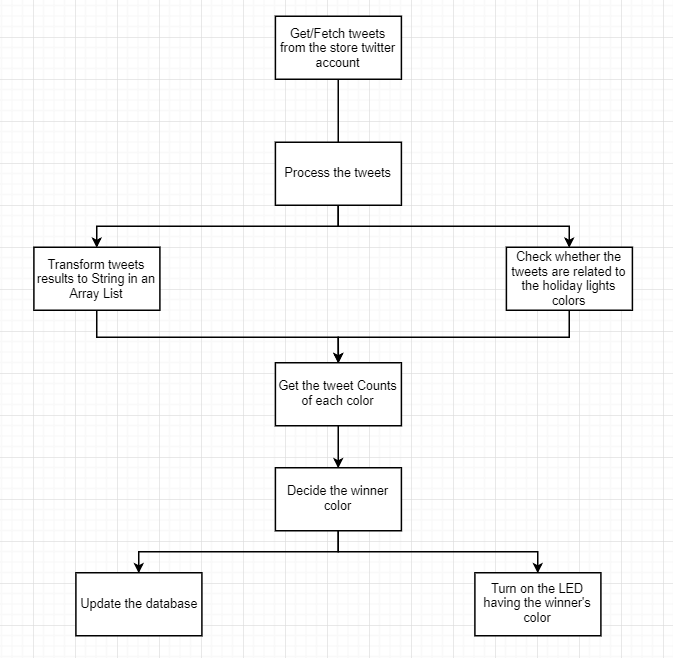 Get/Fetch tweets
from the store twitter
account
Process the tweets
Transform tweets
results to String in an
Array List
Check whether the
tweets are related to
the holiday lights
colors
Get the tweet Counts
of each color
Decide the winner
color
Update the database
Turn on the LED
having the winner's
color